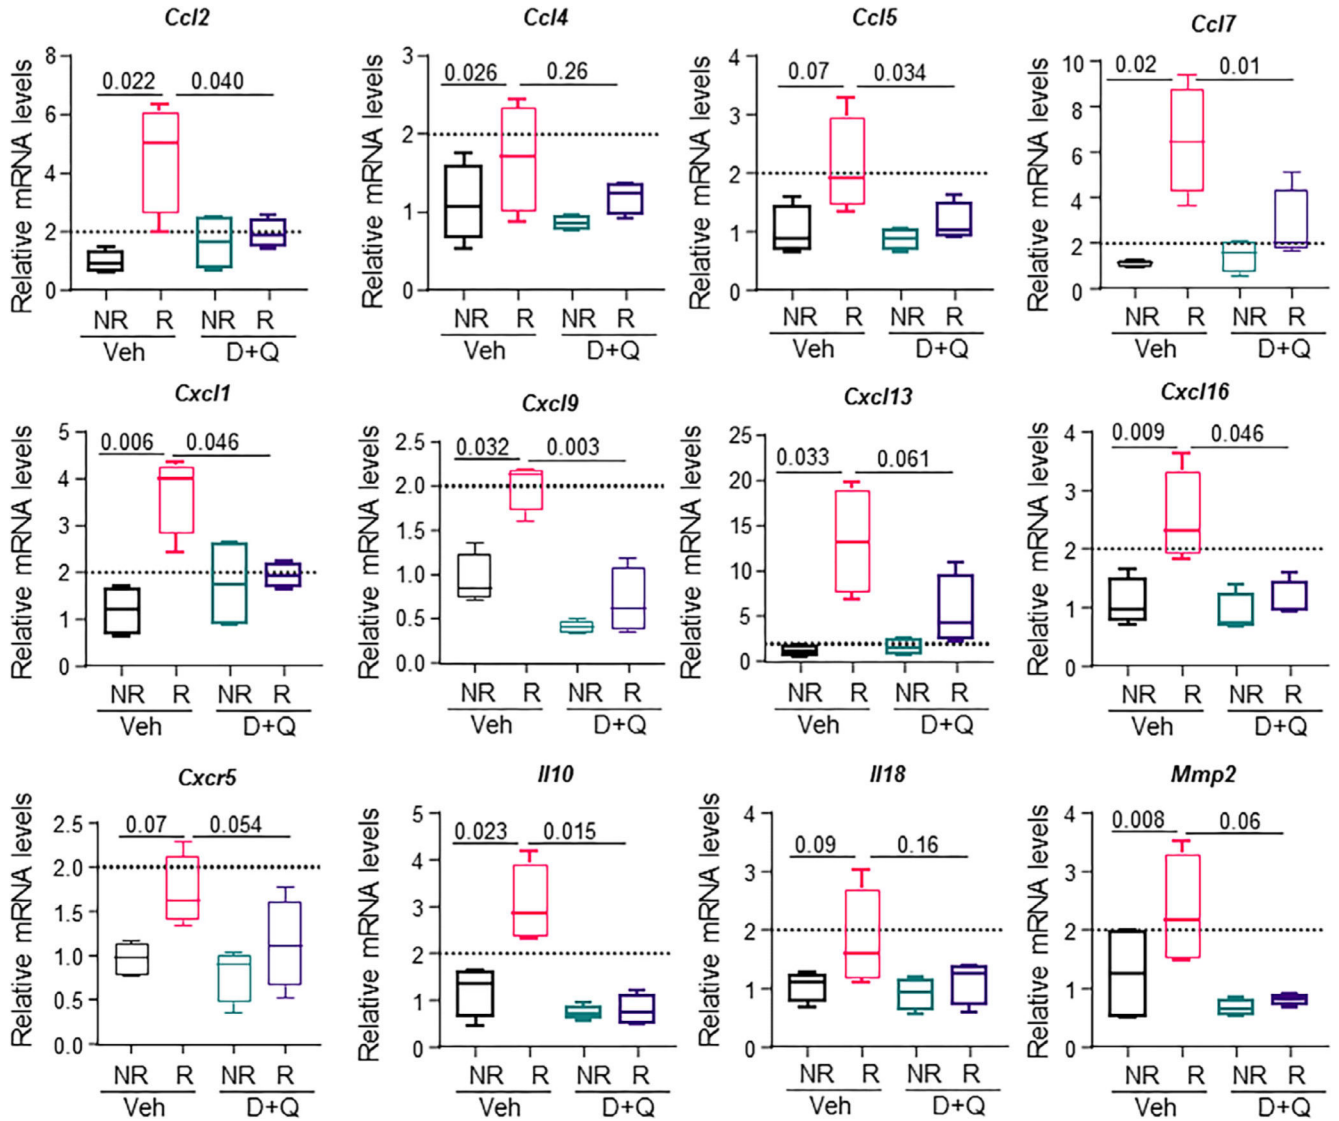 Ccl2
Relative mRNA levels
8
6
4
2
0
0.022
0.040
NR R NR R
Veh D+Q
Ccl4
Relative mRNA levels
3
2
1
0
0.026
0.26
NR R NR R
Veh D+Q
Ccl5
Relative mRNA levels
4
3
2
1
0
0.07
0.034
NR R NR R
Veh D+Q
Ccl7
Relative mRNA levels
10
8
6
4
2
0
0.02
0.01
NR R NR R
Veh D+Q
Cxcl1
Relative mRNA levels
5
4
3
2
1
0
0.006
0.046
NR R NR R
Veh D+Q
Cxcl9
Relative mRNA levels
2.5
2.0
1.5
1.0
0.5
0.0
0.032
0.003
NR R NR R
Veh D+Q
Cxcl13
Relative mRNA levels
25
20
15
10
5
0
0.033
0.061
NR R NR R
Veh D+Q
Cxcl16
Relative mRNA levels
4
3
2
1
0
0.009
0.046
NR R NR R
Veh D+Q
Cxcr5
Relative mRNA levels
2.5
2.0
1.5
1.0
0.5
0.0
0.07
0.054
NR R NR R
Veh D+Q
Il10
Relative mRNA levels
5
4
3
2
1
0
0.023
0.015
NR R NR R
Veh D+Q
Il18
Relative mRNA levels
4
3
2
1
0
0.09
0.16
NR R NR R
Veh D+Q
Mmp2
Relative mRNA levels
4
3
2
1
0
0.008
0.06
NR R NR R
Veh D+Q